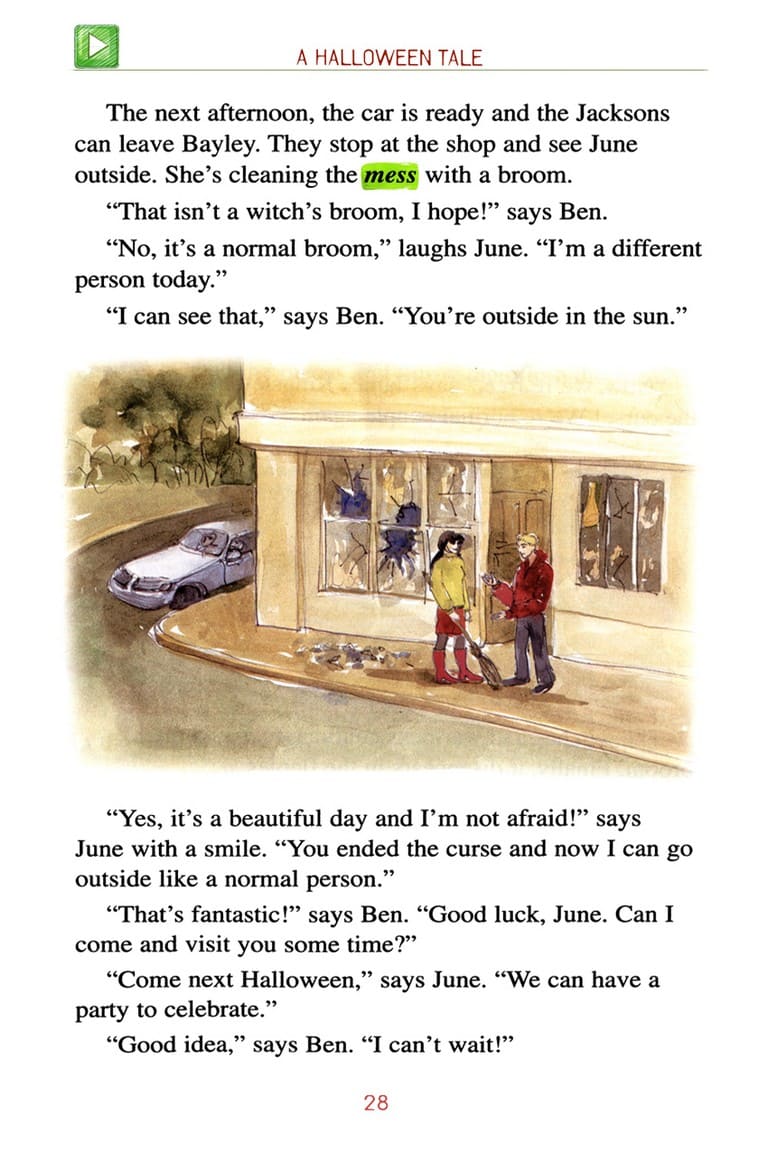 A HALLOWEEN TALE
The next afternoon, the car is ready and the Jacksons
can leave Bayley. They stop at the shop and see June
outside. She’s cleaning the mess with a broom.
“That isn’t a witch’s broom, I hope!” says Ben.
“No, it’s a normal broom,” laughs June. “I’m a different
person today.”
“I can see that,” says Ben. “You’re outside in the sun.”
“Yes, it’s a beautiful day and I’m not afraid!” says
June with a smile. “You ended the curse and now I can go
outside like a normal person.”
“That’s fantastic!” says Ben. “Good luck, June. Can I
come and visit you some time?”
“Come next Halloween,” says June. “We can have a
party to celebrate.”
“Good idea,” says Ben. “I can’t wait!”
28